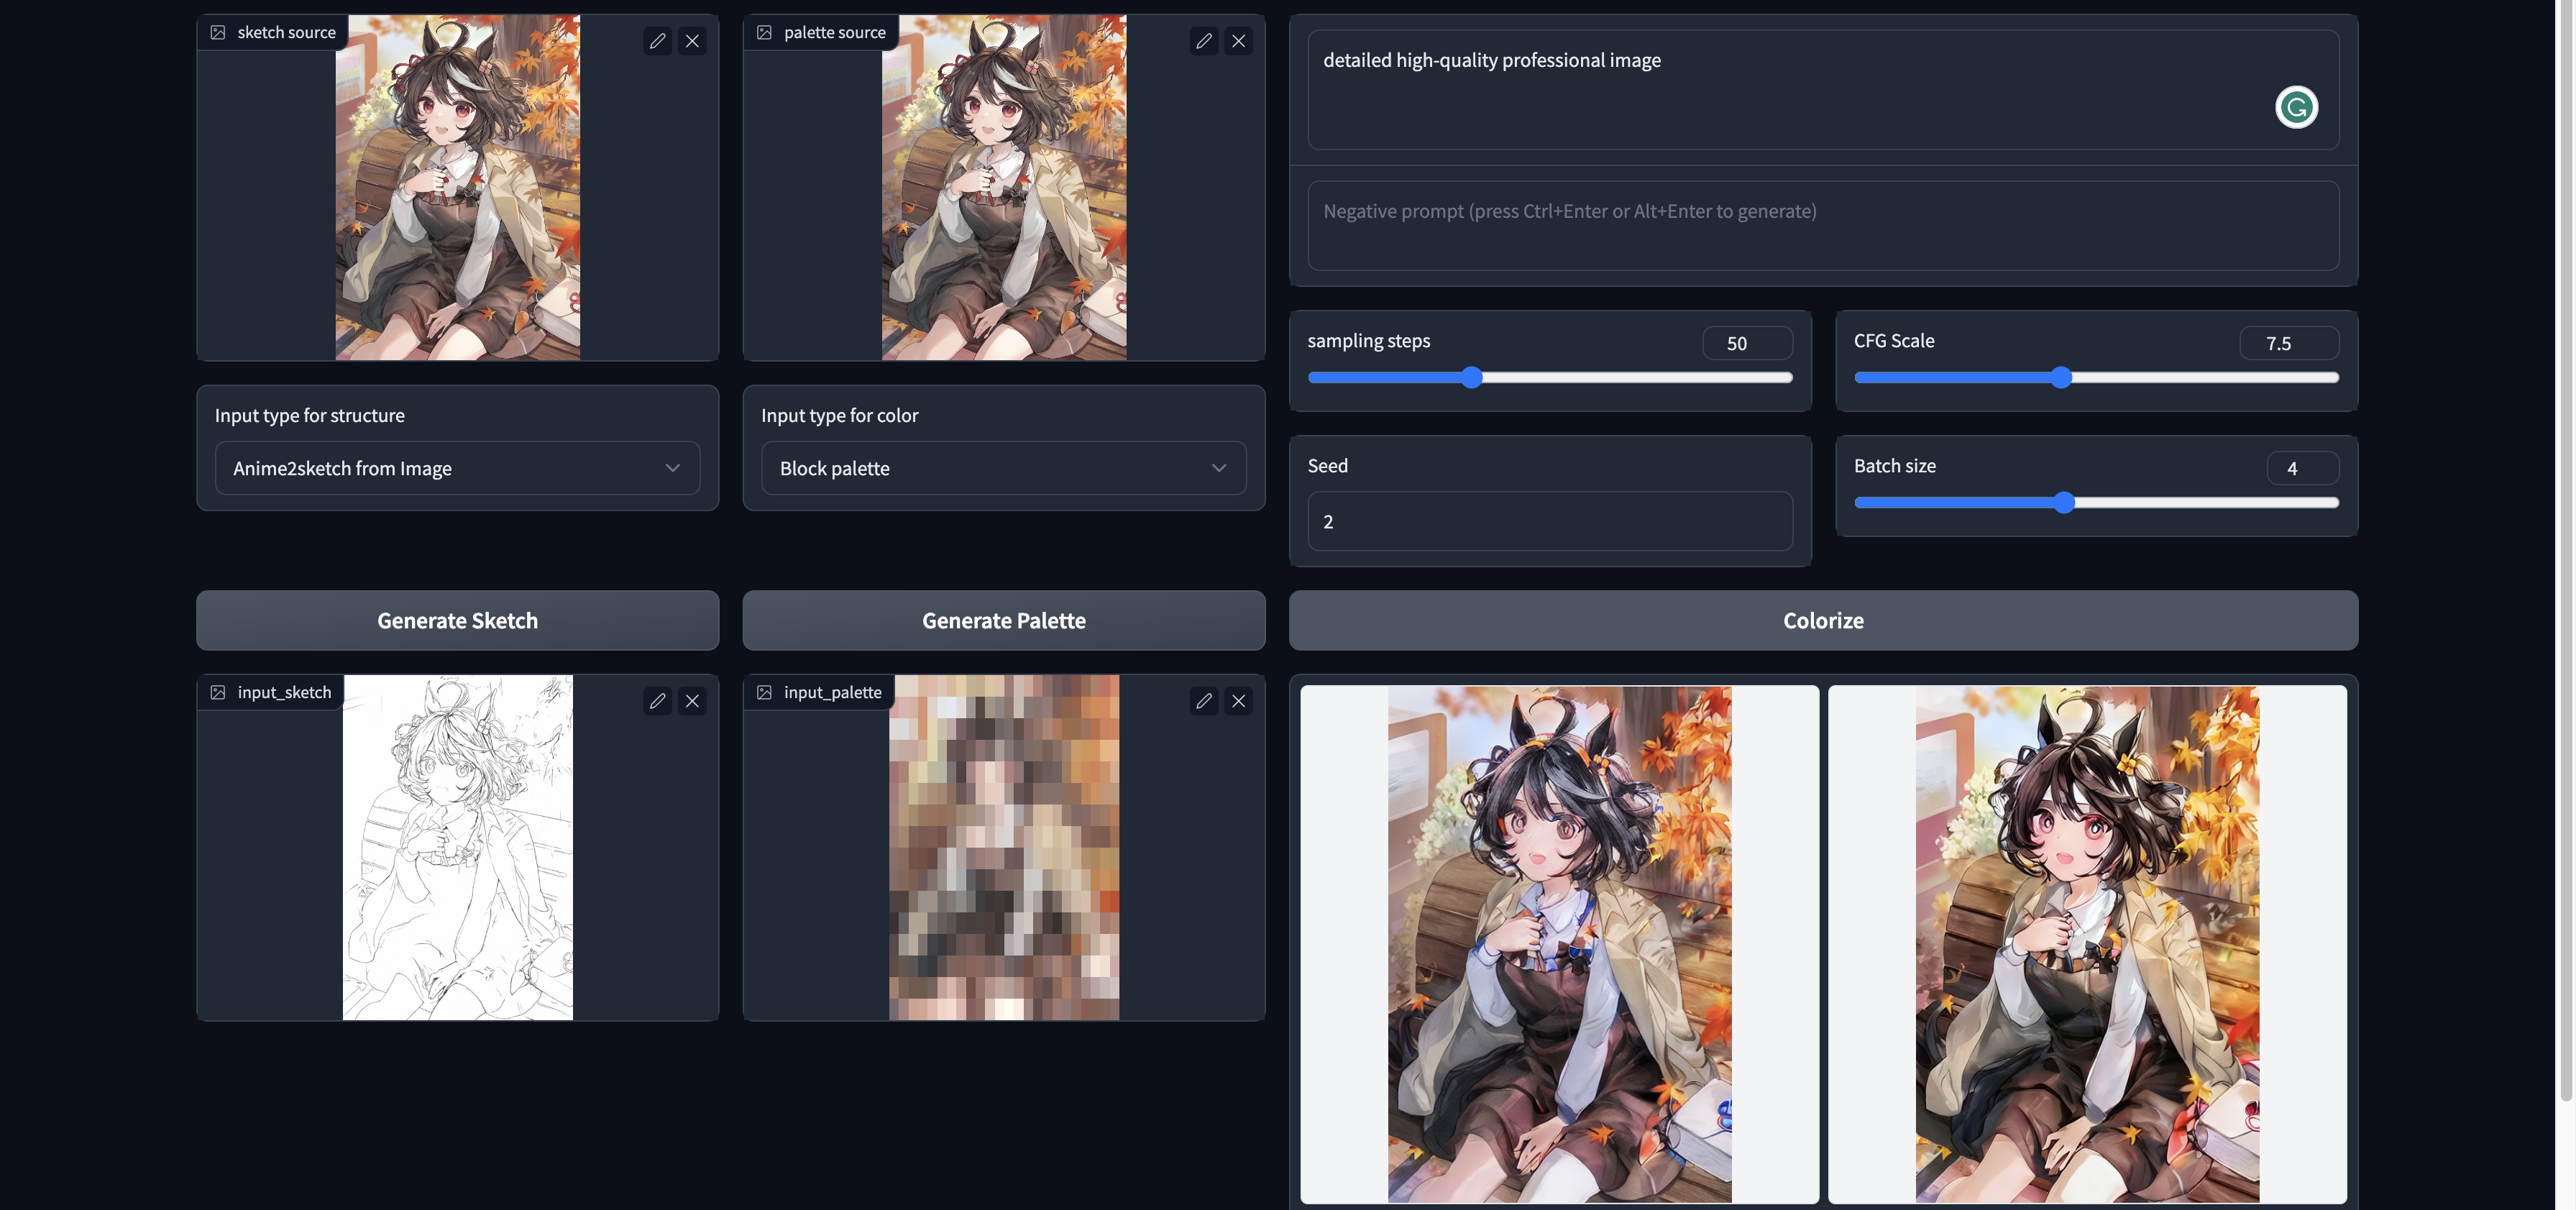 sketch source
palette source
detailed high-quality professional image
Negative prompt (press Ctrl+Enter or Alt+Enter to generate)
sampling steps
50
CFG Scale
7.5
Input type for structure
Anime2sketch from Image
Input type for color
Block palette
Seed
2
Batch size
4
Generate Sketch
Generate Palette
Colorize
input_sketch
input_palette